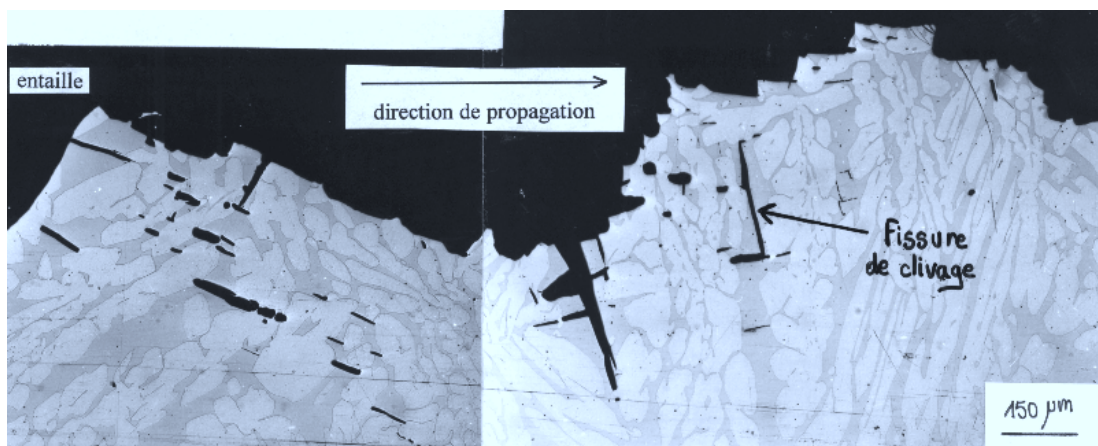 entaille
direction de propagation
fissure
de clivage
150 µm